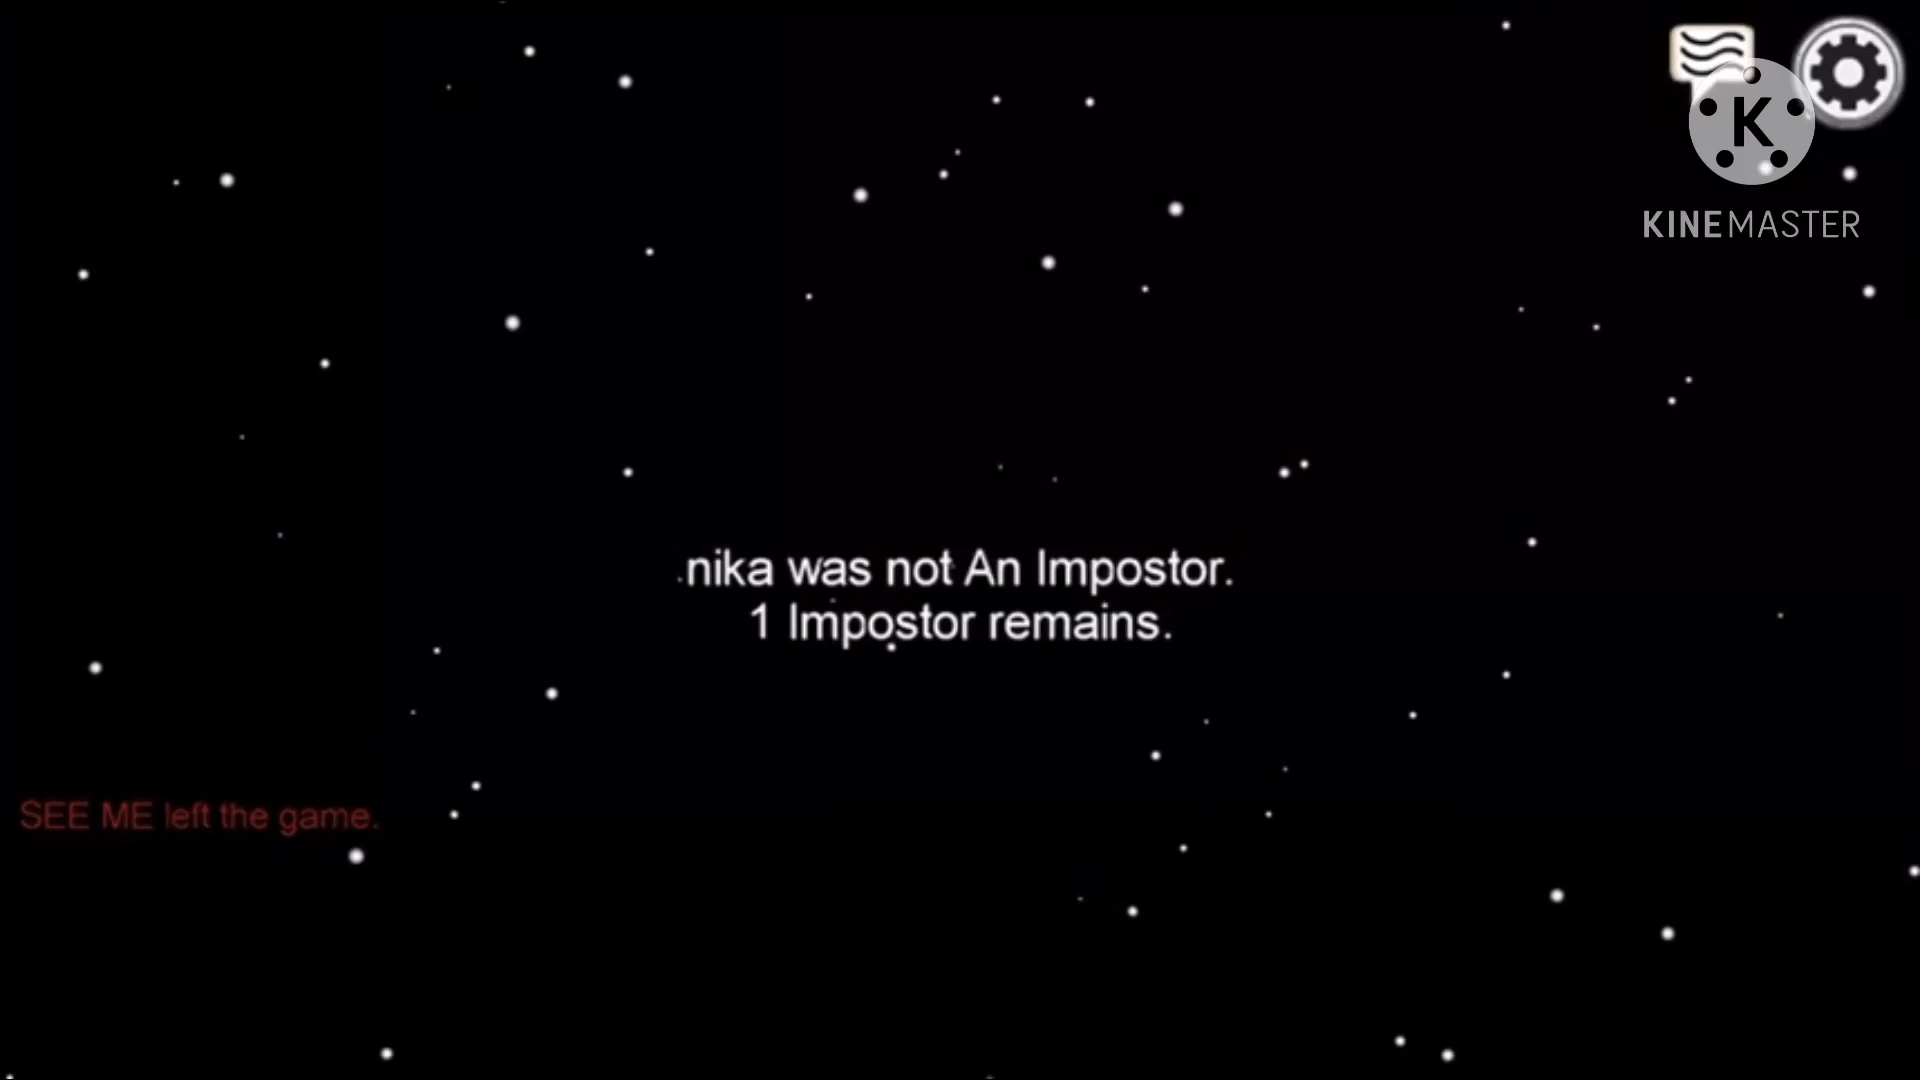 K
KINEMASTER
nika was not An Impostor.
1 Impostor remains.
SEE ME left the game.